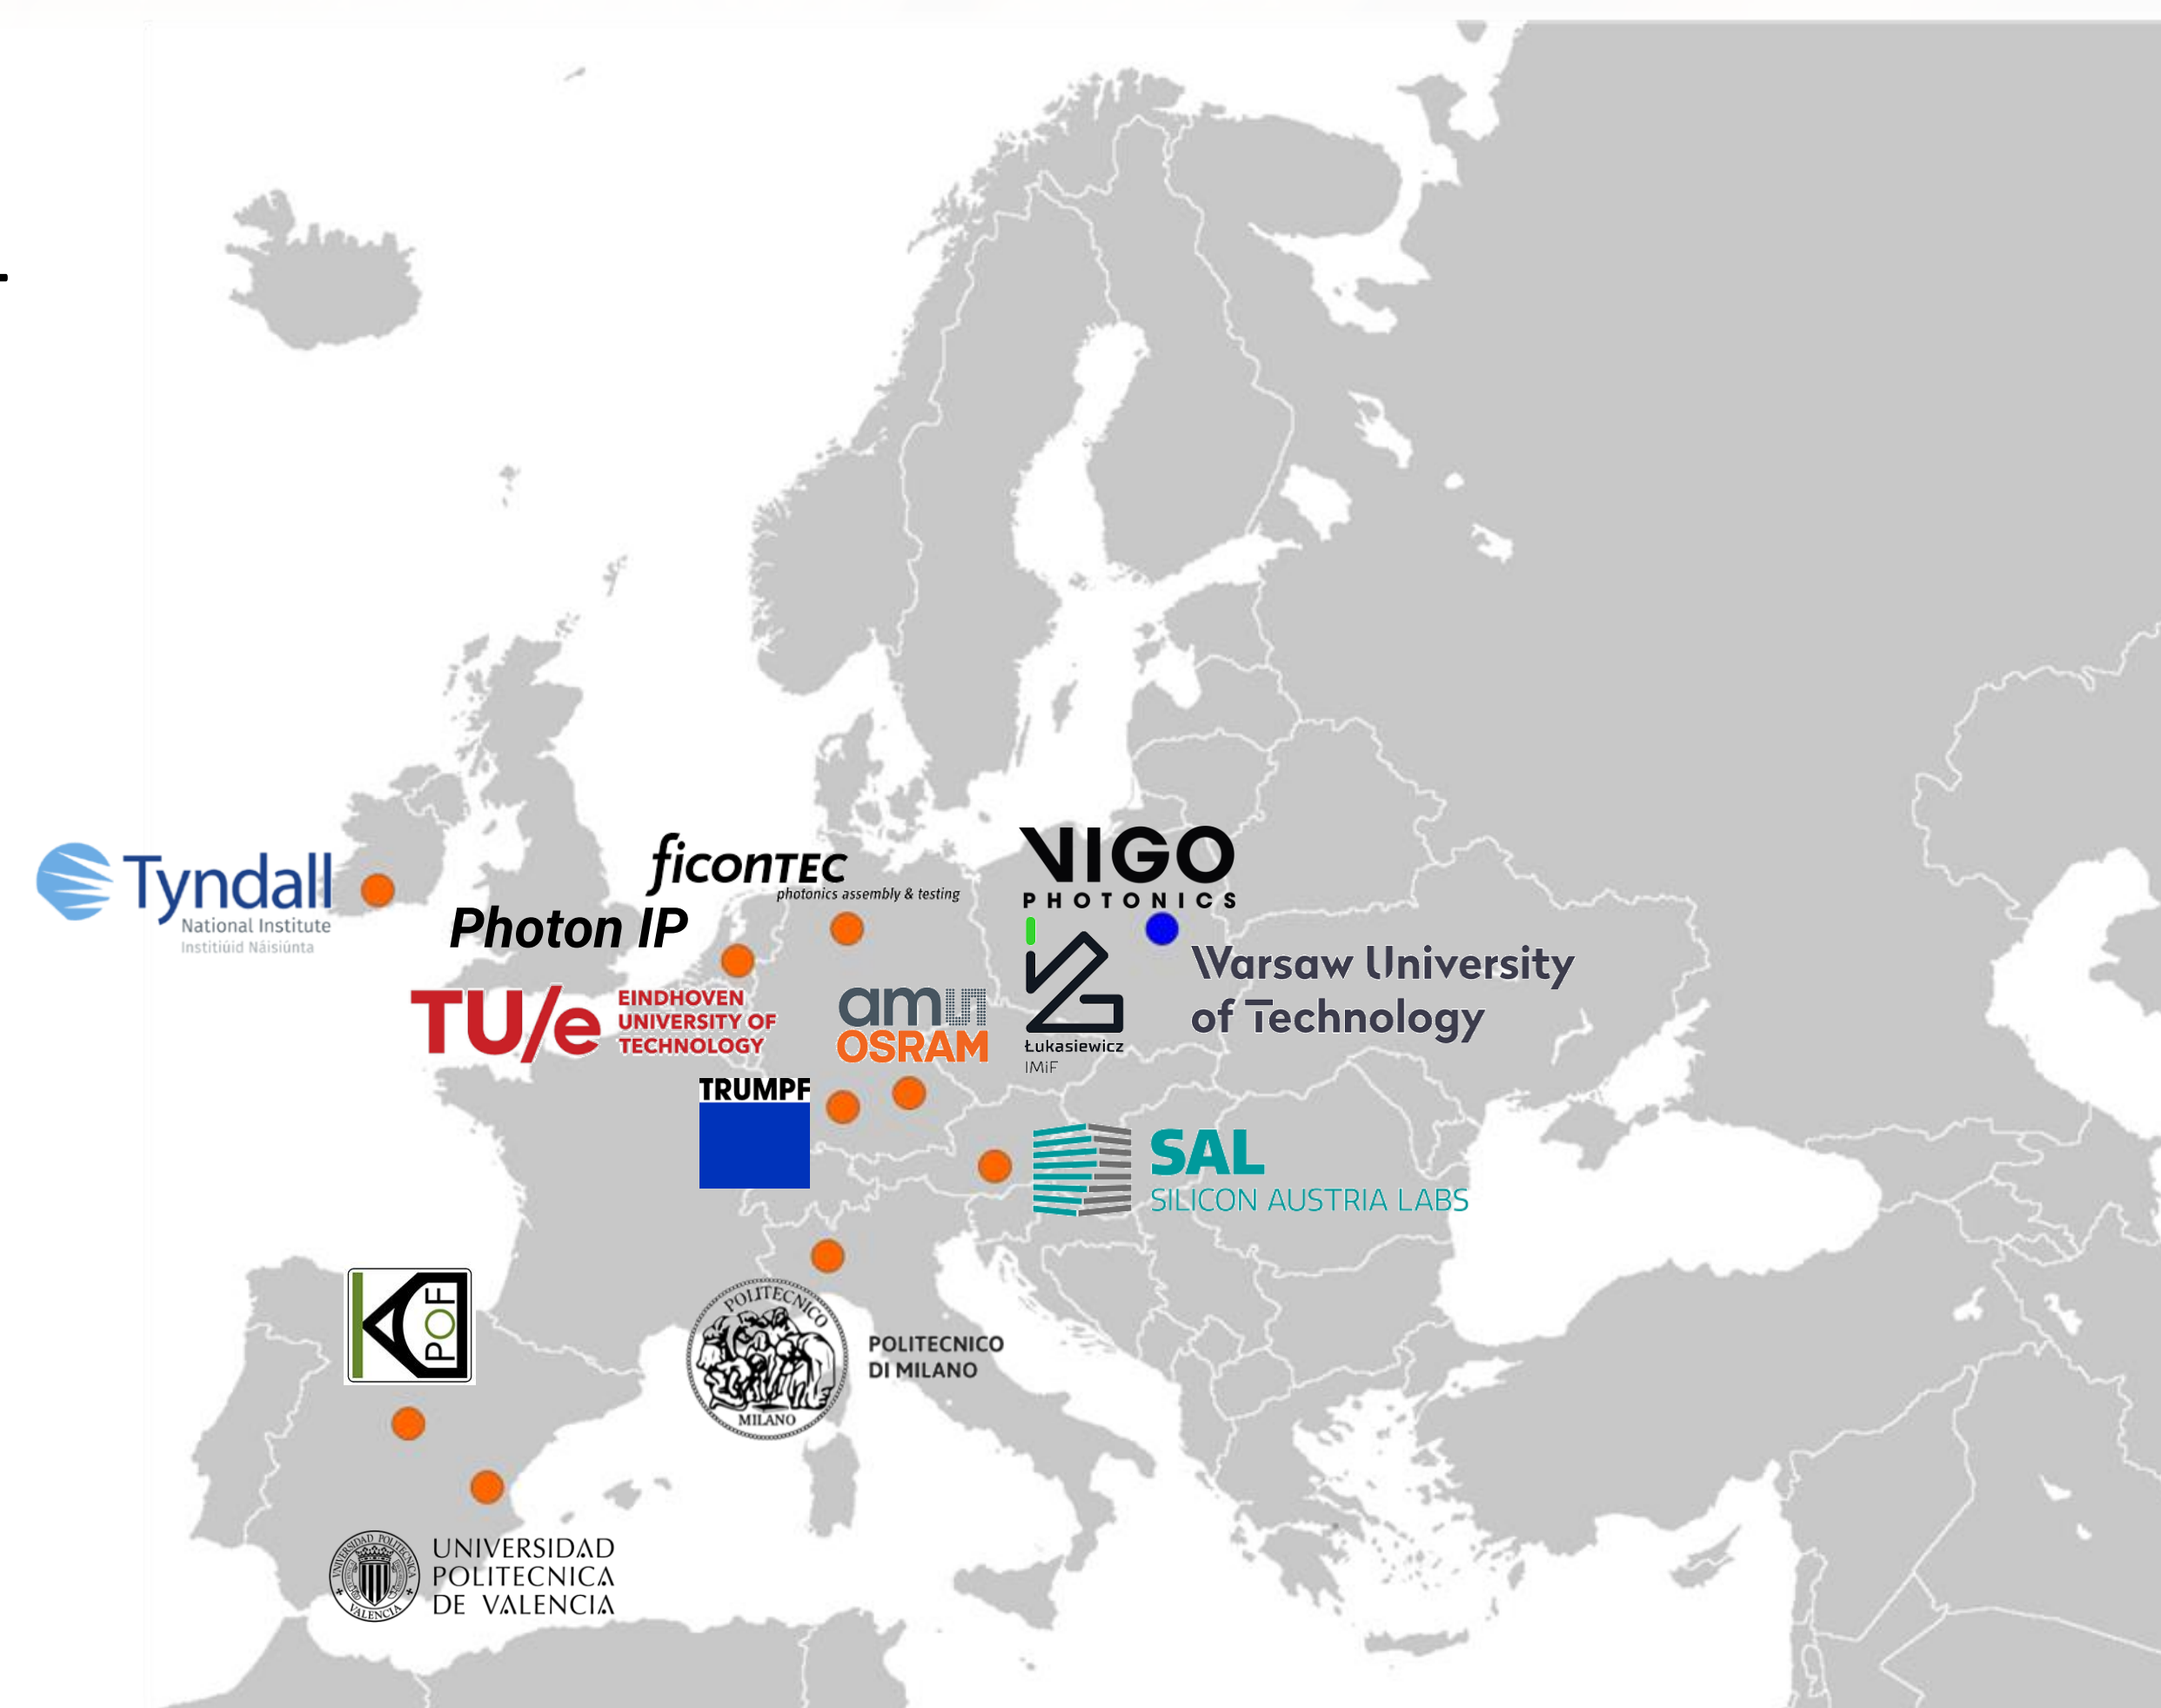 Tyndall
National Institute
Institiúid Náisiúnta
ficonTEC
photonics assembly & testing
Photon IP
TU/e
EINDHOVEN
UNIVERSITY OF
TECHNOLOGY
VIGO
PHOTONICS
Łukasiewicz
IMiF
Warsaw University
of Technology
am
OSRAM
TRUMPF
SAL
SILICON AUSTRIA LABS
KD
POF
POLITECNICO
MILANO
POLITECNICO
DI MILANO
UNIVERSIDAD POLITECNICA
VALENCIA
UNIVERSIDAD
POLITECNICA
DE VALENCIA